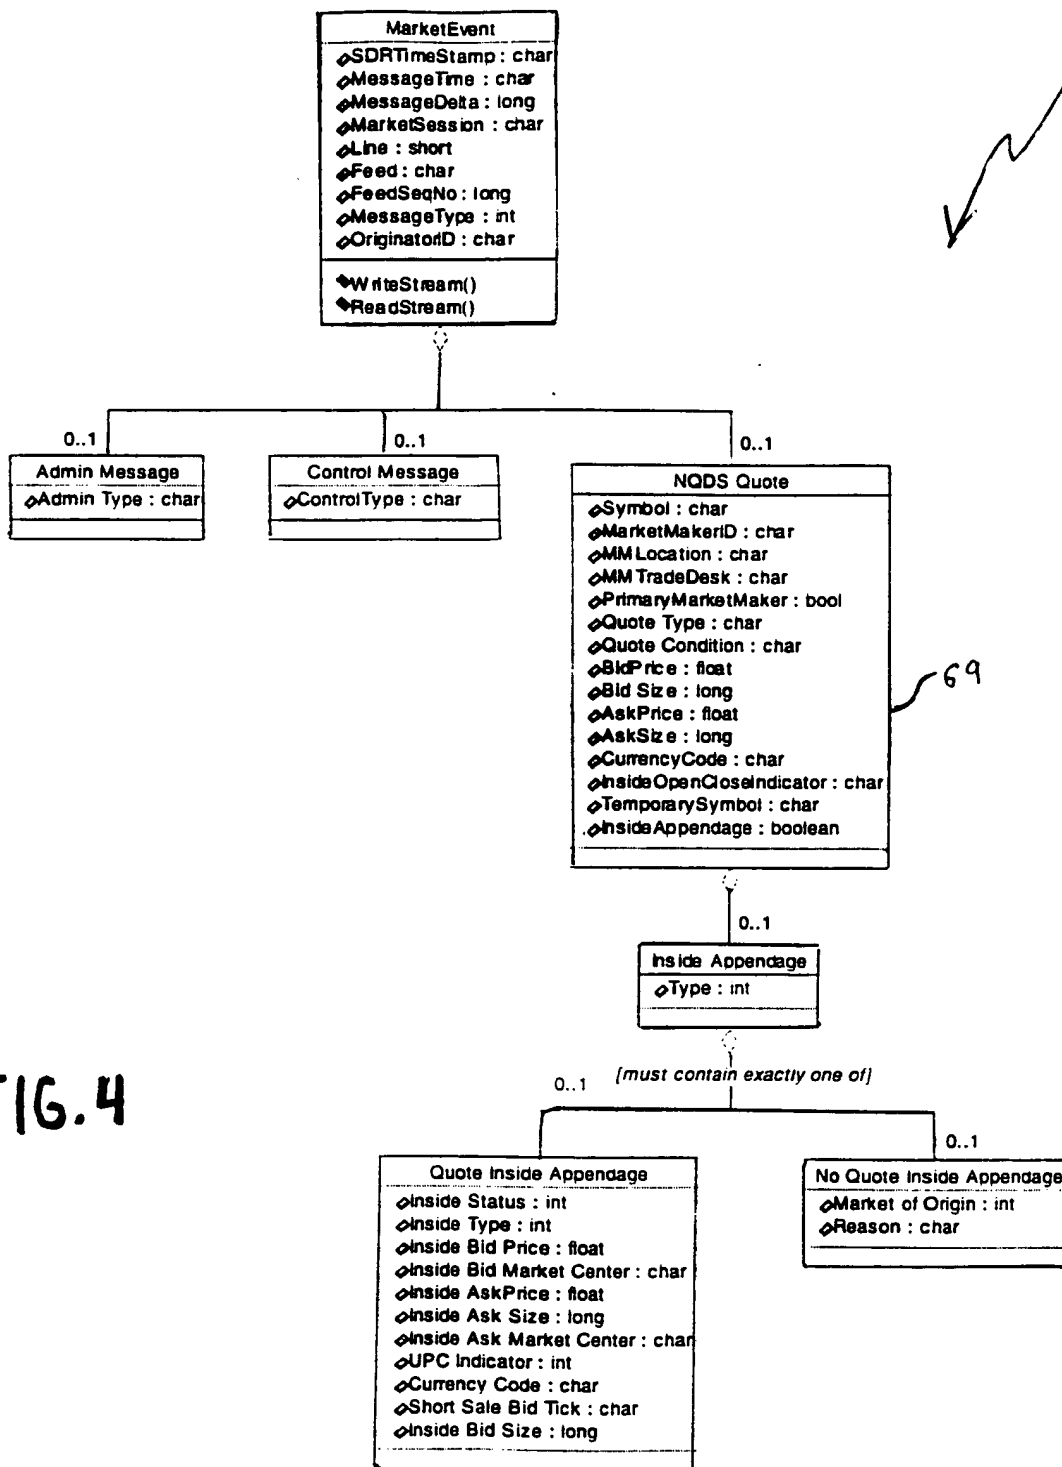 MarketEvent
SDRTimeStamp : char
MessageTime : char
MessageDelta : long
MarketSession : char
Line : short
Feed : char
FeedSeqNo : long
MessageType : int
OriginatorID : char
WriteStream()
ReadStream()
0..1
0..1
0..1
Admin Message
Admin Type : char
Control Message
ControlType : char
NQDS Quote
Symbol : char
MarketMakerID : char
MM Location : char
MM TradeDesk : char
PrimaryMarketMaker : bool
Quote Type : char
Quote Condition : char
BidPrice : float
Bid Size : long
AskPrice : float
AskSize : long
CurrencyCode : char
InsideOpenCloseIndicator : char
TemporarySymbol : char
InsideAppendage : boolean
69
0..1
Inside Appendage
Type : int
[must contain exactly one of]
0..1
0..1
FIG. 4
Quote Inside Appendage
Inside Status : int
Inside Type : int
Inside Bid Price : float
Inside Bid Market Center : char
Inside AskPrice : float
Inside Ask Size : long
Inside Ask Market Center : char
UPC Indicator : int
Currency Code : char
Short Sale Bid Tick : char
Inside Bid Size : long
No Quote Inside Appendage
Market of Origin : int
Reason : char